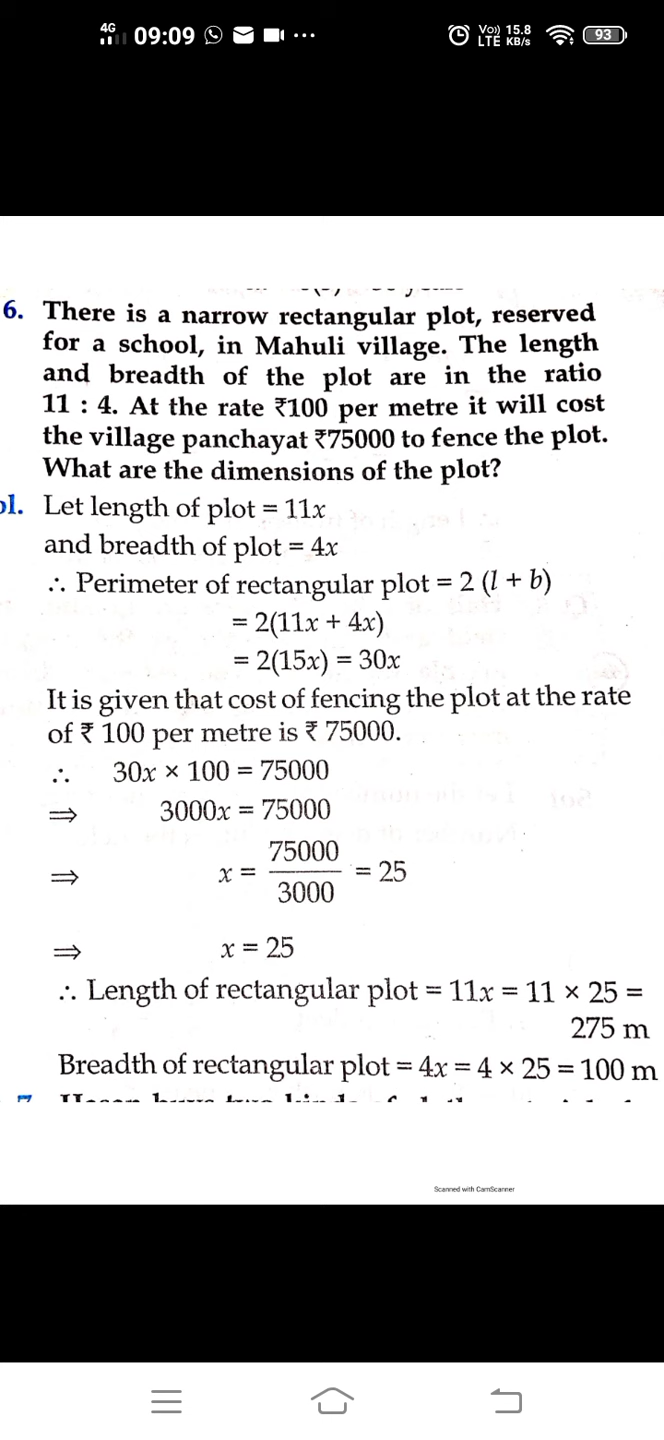 4G 09:09 ... Vo)) LTE 15.8 KB/s 93
6. There is a narrow rectangular plot, reserved
for a school, in Mahuli village. The length
and breadth of the plot are in the ratio
11 : 4. At the rate ₹100 per metre it will cost
the village panchayat ₹75000 to fence the plot.
What are the dimensions of the plot?
ol. Let length of plot = 11x
and breadth of plot = 4x
∴ Perimeter of rectangular plot = 2 (l + b)
= 2(11x + 4x)
= 2(15x) = 30x
It is given that cost of fencing the plot at the rate
of ₹ 100 per metre is ₹ 75000.
∴ 30x × 100 = 75000
⇒ 3000x = 75000
⇒ x = 75000/3000 = 25
⇒ x = 25
∴ Length of rectangular plot = 11x = 11 × 25 =
275 m
Breadth of rectangular plot = 4x = 4 × 25 = 100 m
Scanned with CamScanner